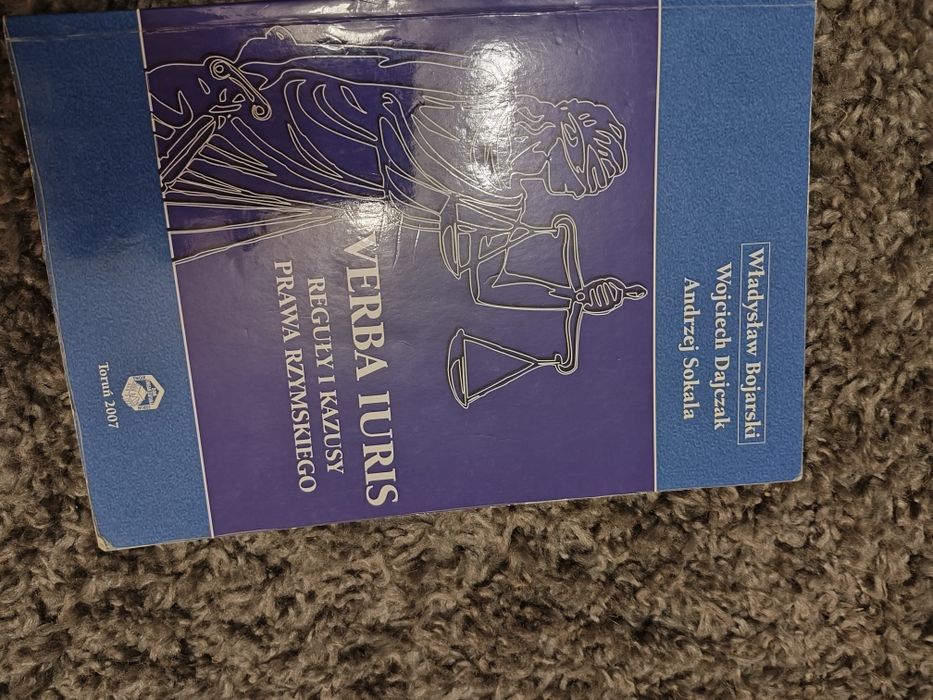 Władysław Bojarski
Wojciech Dajczak
Andrzej Sokala
VERBA IURIS
REGUŁY I KAZUSY
PRAWA RZYMSKIEGO
Toruń 2007